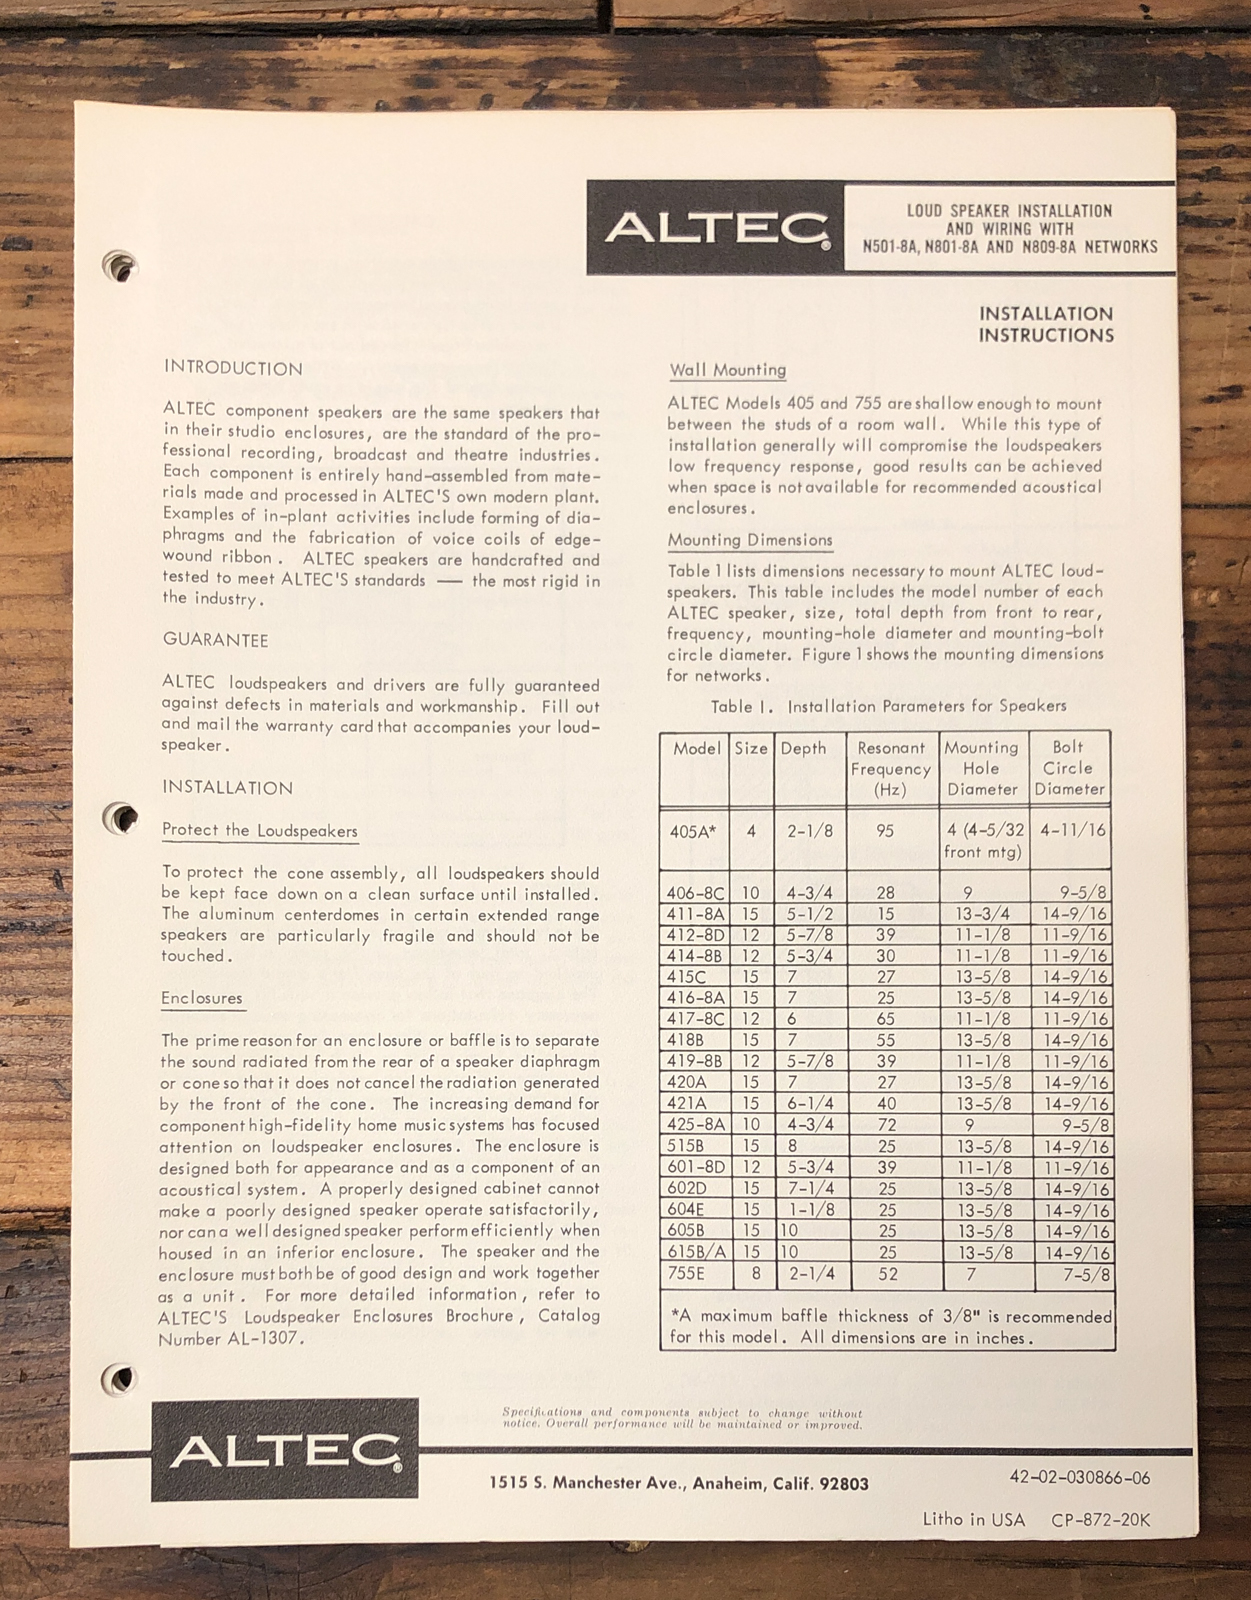 ALTEC®
LOUD SPEAKER INSTALLATION
AND WIRING WITH
N501-8A, N801-8A AND N809-8A NETWORKS
INSTALLATION
INSTRUCTIONS
INTRODUCTION
ALTEC component speakers are the same speakers that
in their studio enclosures, are the standard of the pro-
fessional recording, broadcast and theatre industries.
Each component is entirely hand-assembled from mate-
rials made and processed in ALTEC'S own modern plant.
Examples of in-plant activities include forming of dia-
phragms and the fabrication of voice coils of edge-
wound ribbon. ALTEC speakers are handcrafted and
tested to meet ALTEC'S standards — the most rigid in
the industry.
GUARANTEE
ALTEC loudspeakers and drivers are fully guaranteed
against defects in materials and workmanship. Fill out
and mail the warranty card that accompanies your loud-
speaker.
INSTALLATION
Protect the Loudspeakers
To protect the cone assembly, all loudspeakers should
be kept face down on a clean surface until installed.
The aluminum centerdomes in certain extended range
speakers are particularly fragile and should not be
touched.
Enclosures
The prime reason for an enclosure or baffle is to separate
the sound radiated from the rear of a speaker diaphragm
or cone so that it does not cancel the radiation generated
by the front of the cone. The increasing demand for
component high-fidelity home music systems has focused
attention on loudspeaker enclosures. The enclosure is
designed both for appearance and as a component of an
acoustical system. A properly designed cabinet cannot
make a poorly designed speaker operate satisfactorily,
nor can a well designed speaker perform efficiently when
housed in an inferior enclosure. The speaker and the
enclosure must both be of good design and work together
as a unit. For more detailed information, refer to
ALTEC'S Loudspeaker Enclosures Brochure, Catalog
Number AL-1307.
Wall Mounting
ALTEC Models 405 and 755 are shallow enough to mount
between the studs of a room wall. While this type of
installation generally will compromise the loudspeakers
low frequency response, good results can be achieved
when space is not available for recommended acoustical
enclosures.
Mounting Dimensions
Table 1 lists dimensions necessary to mount ALTEC loud-
speakers. This table includes the model number of each
ALTEC speaker, size, total depth from front to rear,
frequency, mounting-hole diameter and mounting-bolt
circle diameter. Figure 1 shows the mounting dimensions
for networks.
Table I. Installation Parameters for Speakers
Model Size Depth Resonant Mounting Bolt
Frequency Hole Circle
(Hz) Diameter Diameter
405A* 4 2-1/8 95 4 (4-5/32 4-11/16
front mtg)
406-8C 10 4-3/4 28 9 9-5/8
411-8A 15 5-1/2 15 13-3/4 14-9/16
412-8D 12 5-7/8 39 11-1/8 11-9/16
414-8B 12 5-3/4 30 11-1/8 11-9/16
415C 15 7 27 13-5/8 14-9/16
416-8A 15 7 25 13-5/8 14-9/16
417-8C 12 6 65 11-1/8 11-9/16
418B 15 7 55 13-5/8 14-9/16
419-8B 12 5-7/8 39 11-1/8 11-9/16
420A 15 7 27 13-5/8 14-9/16
421A 15 6-1/4 40 13-5/8 14-9/16
425-8A 10 4-3/4 72 9 9-5/8
515B 15 8 25 13-5/8 14-9/16
601-8D 12 5-3/4 39 11-1/8 11-9/16
602D 15 7-1/4 25 13-5/8 14-9/16
604E 15 1-1/8 25 13-5/8 14-9/16
605B 15 10 25 13-5/8 14-9/16
615B/A 15 10 25 13-5/8 14-9/16
755E 8 2-1/4 52 7 7-5/8
*A maximum baffle thickness of 3/8" is recommended
for this model. All dimensions are in inches.
Specifications and components subject to change without
notice. Overall performance will be maintained or improved.
ALTEC®
1515 S. Manchester Ave., Anaheim, Calif. 92803
42-02-030866-06
Litho in USA CP-872-20K